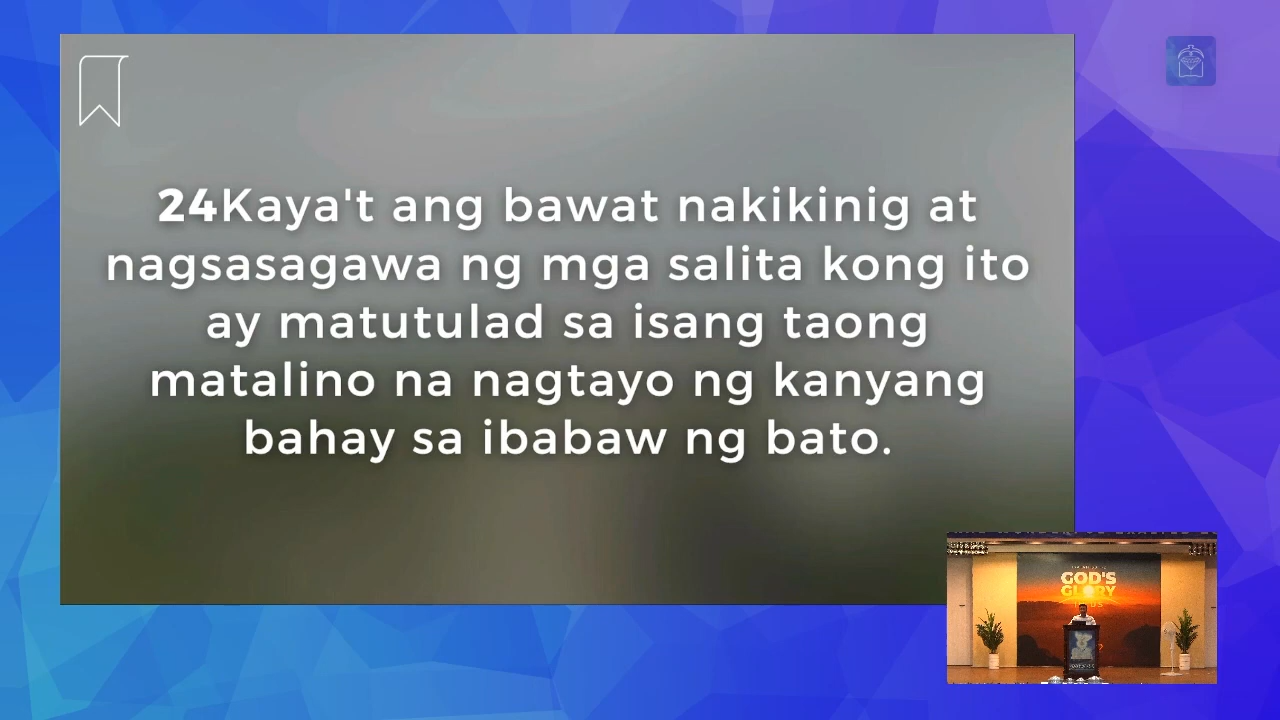 24Kaya't ang bawat nakikinig at
nagsasagawa ng mga salita kong ito
ay matutulad sa isang taong
matalino na nagtayo ng kanyang
bahay sa ibabaw ng bato.
GOD'S
GLORY